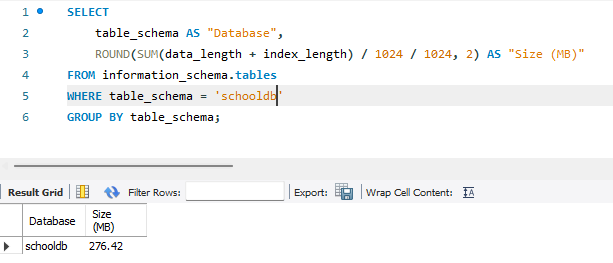 1 SELECT
2 table_schema AS "Database",
3 ROUND(SUM(data_length + index_length) / 1024 / 1024, 2) AS "Size (MB)"
4 FROM information_schema.tables
5 WHERE table_schema = 'schooldb'
6 GROUP BY table_schema;
Result Grid Filter Rows: Export: Wrap Cell Content: IA
Database Size
(MB)
schooldb 276.42